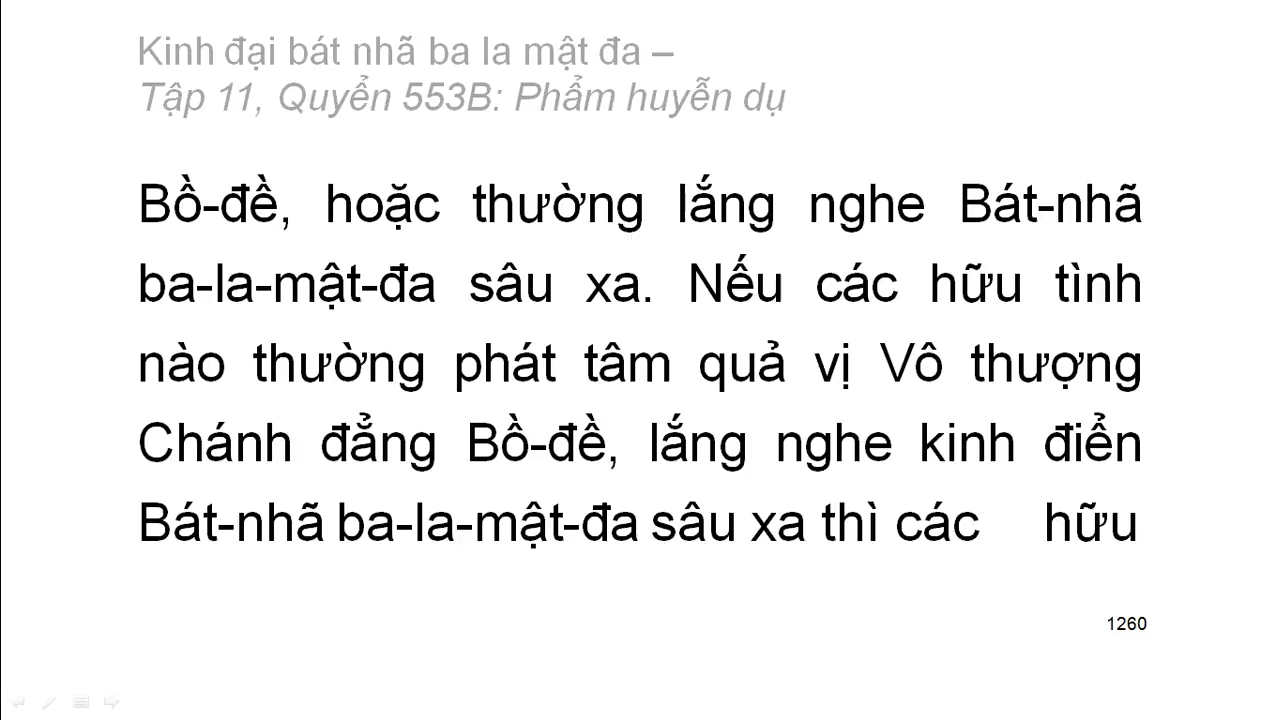 Kinh đại bát nhã ba la mật đa –
Tập 11, Quyển 553B: Phẩm huyễn dụ
Bồ-đề, hoặc thường lắng nghe Bát-nhã
ba-la-mật-đa sâu xa. Nếu các hữu tình
nào thường phát tâm quả vị Vô thượng
Chánh đẳng Bồ-đề, lắng nghe kinh điển
Bát-nhã ba-la-mật-đa sâu xa thì các hữu
1260